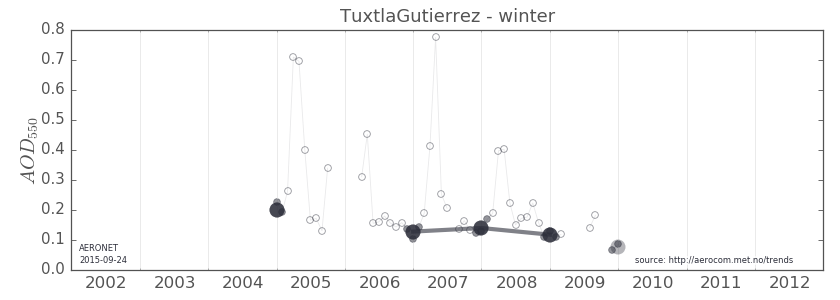 TuxtlaGutierrez - winter
0.8
0.7
0.6
0.5
0.4
0.3
0.2
0.1
0.0
AOD550
AERONET
2015-09-24
source: http://aerocom.met.no/trends
2002 2003 2004 2005 2006 2007 2008 2009 2010 2011 2012